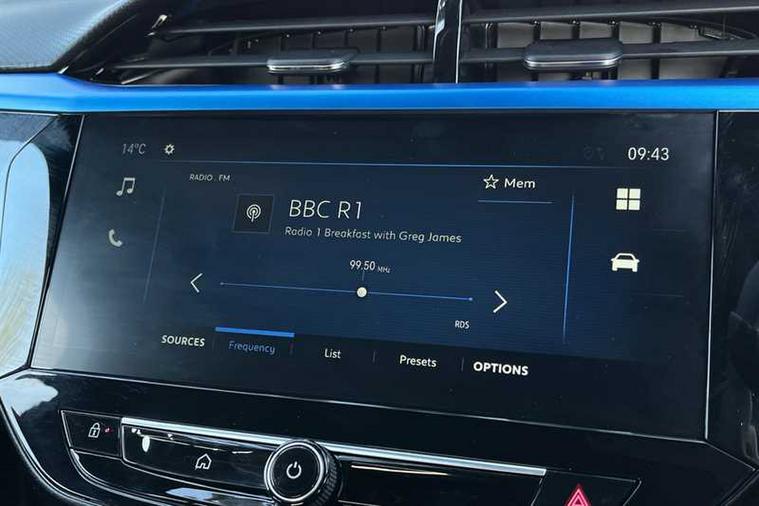 14°C
09:43
RADIO . FM
Mem
BBC R1
Radio 1 Breakfast with Greg James
99.50 MHz
RDS
SOURCES
Frequency
List
Presets
OPTIONS